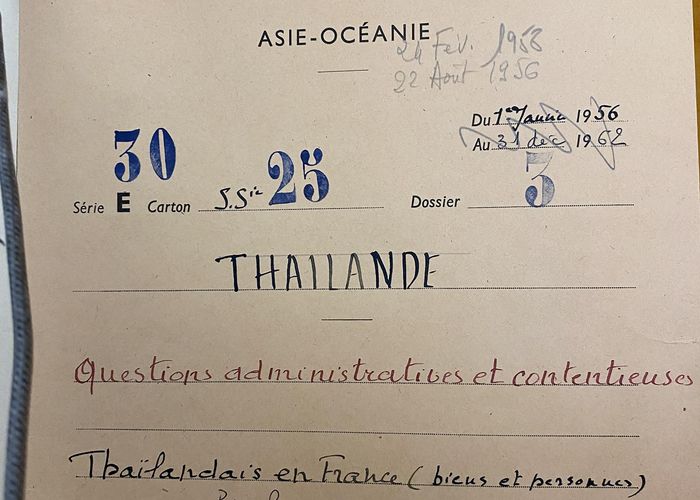 ASIE-OCÉANIE
24 Fév. 1958
22 Août 1956
Du 1er Janvier 1956
Au 31 déc 1962
30
Série E Carton S.Sie 25 Dossier 3
THAILANDE
Questions administratives et contentieuses
Thaïlandais en France (biens et personnes)